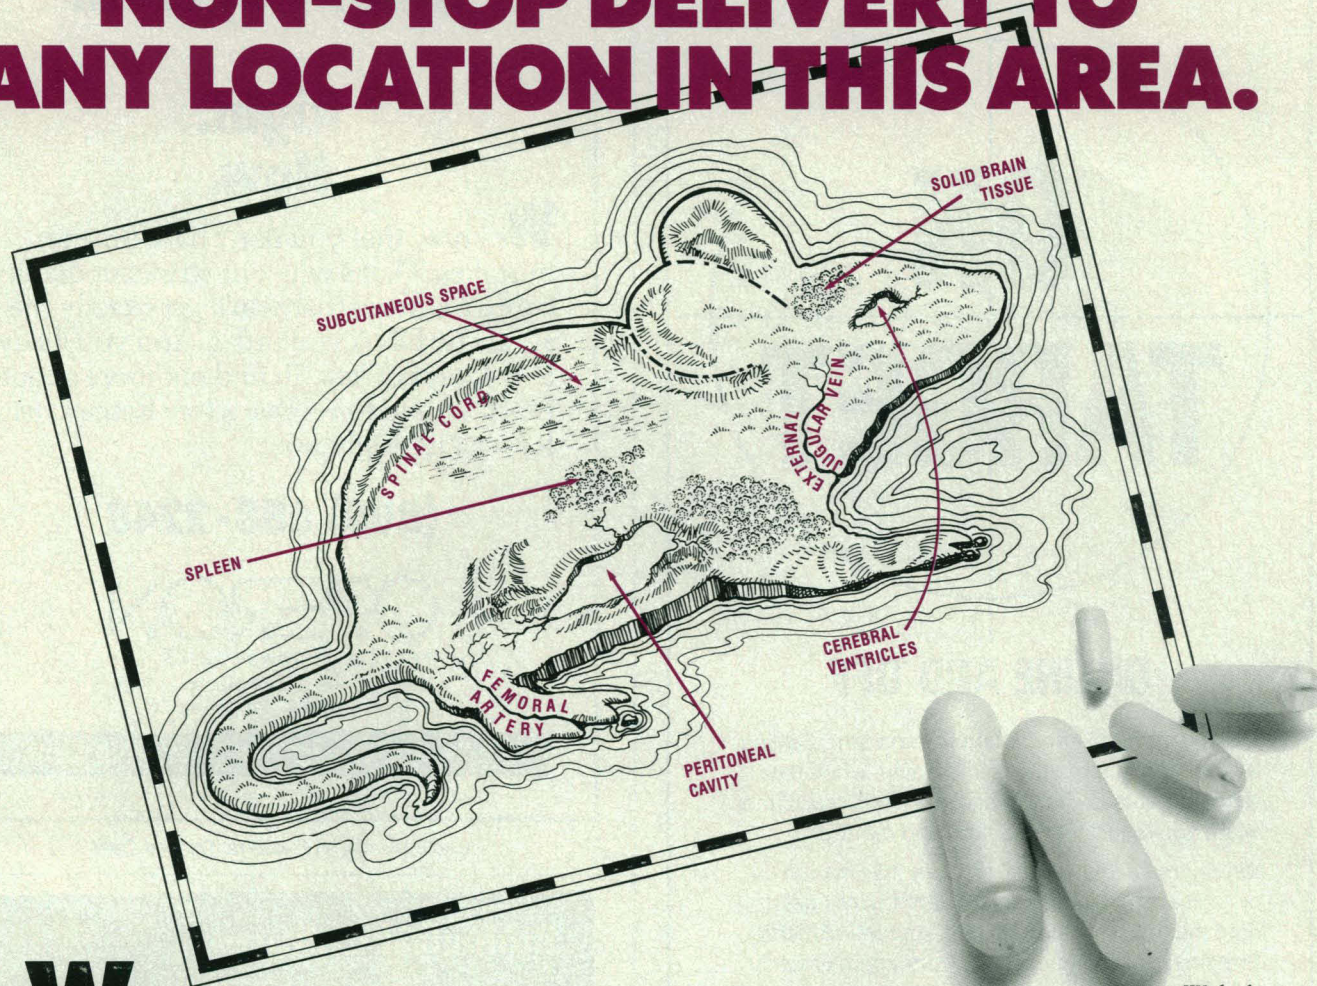 NON-STOP DELIVERY TO
ANY LOCATION IN THIS AREA.
SOLID BRAIN
TISSUE
SUBCUTANEOUS SPACE
SPINAL CORD
EXTERNAL
JUGULAR VEIN
SPLEEN
CEREBRAL
VENTRICLES
FEMORAL
ARTERY
PERITONEAL
CAVITY
W